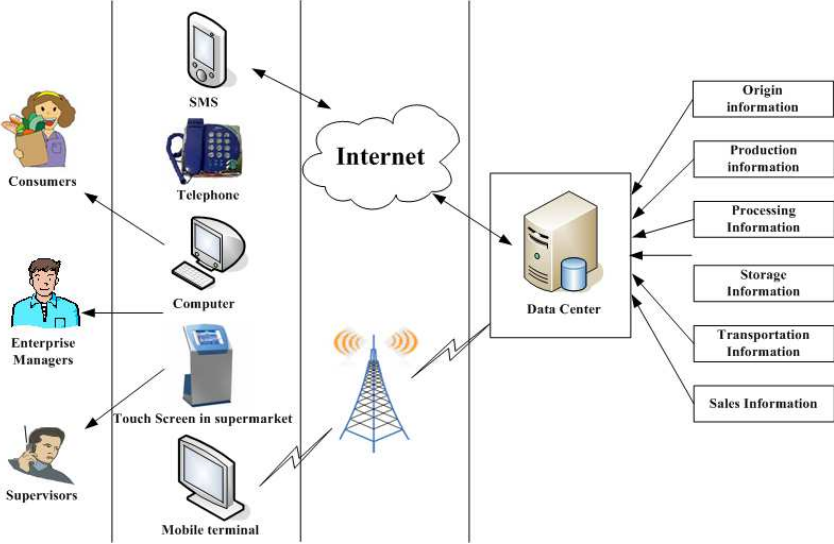 Consumers
Enterprise
Managers
Supervisors
SMS
Telephone
Computer
Touch Screen in supermarket
Mobile terminal
Internet
Data Center
Origin
information
Production
information
Processing
Information
Storage
Information
Transportation
Information
Sales Information